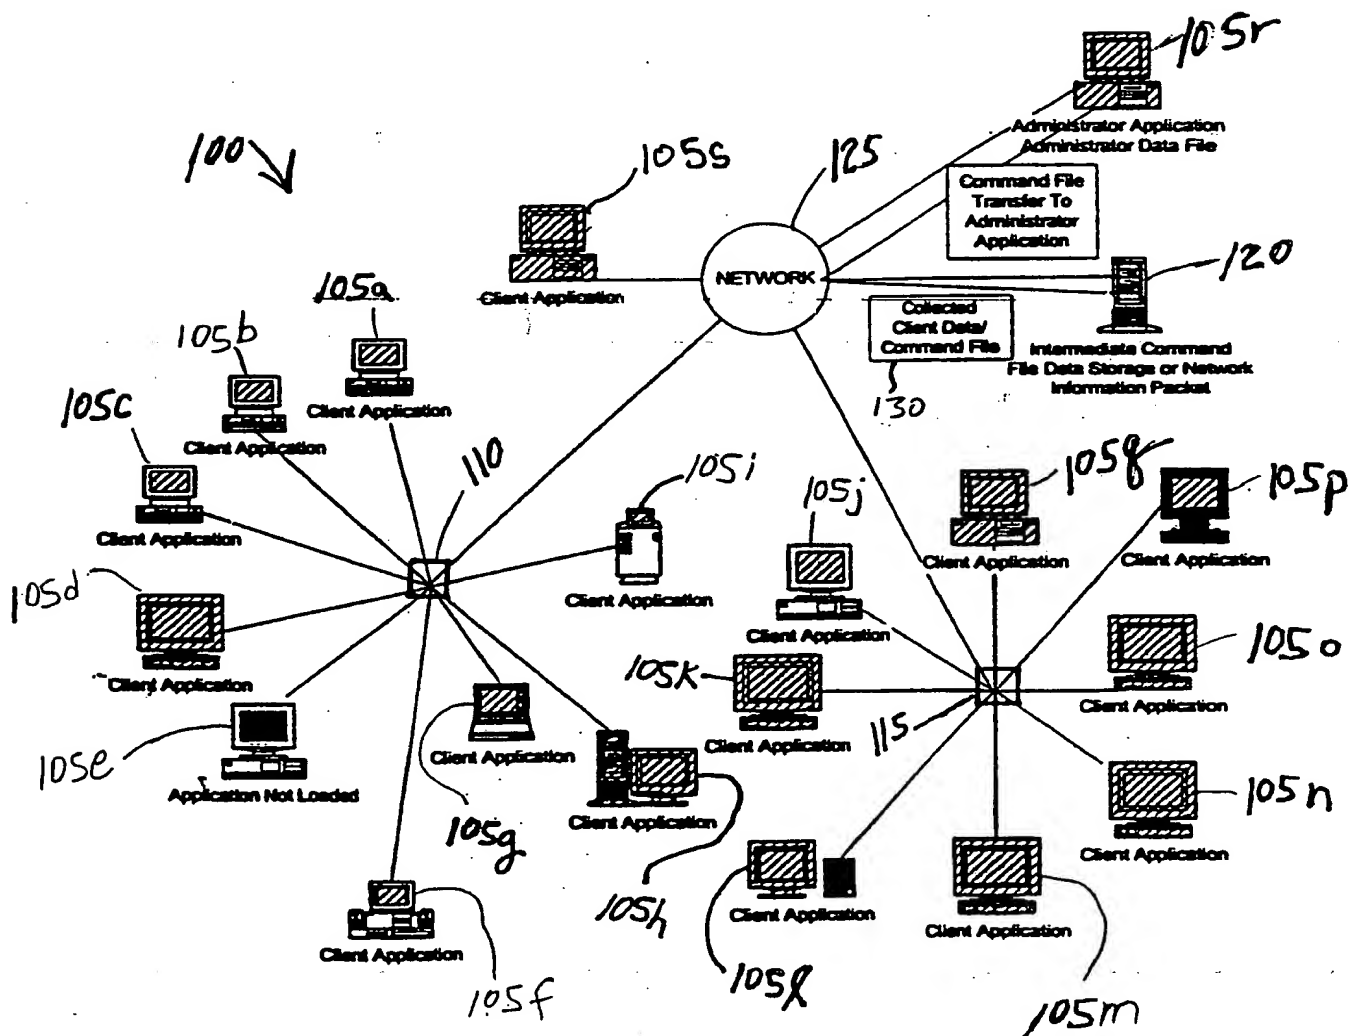 105r
Administrator Application
Administrator Data File
100
105s
125
Command File
Transfer To
Administrator
Application
120
NETWORK
Client Application
105a
Collected
Client Data/
Command File
130
Intermediate Command
File Data Storage or Network
Information Packet
105b
Client Application
105c
Client Application
110
105i
105j
105q
105p
Client Application
Client Application
Client Application
Client Application
105d
Client Application
105o
105k
Client Application
Client Application
115
Client Application
Client Application
105e
Application Not Loaded
Client Application
105g
Client Application
105h
105n
Client Application
105l
Client Application
105m
Client Application
105f
Client Application